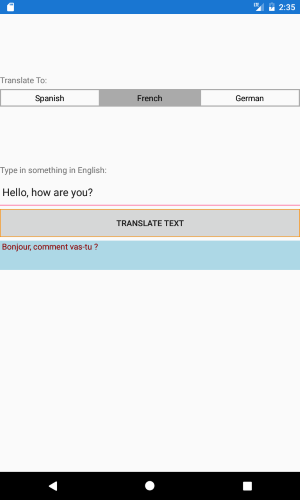 2:35
Translate To:
Spanish French German
Type in something in English:
Hello, how are you?
TRANSLATE TEXT
Bonjour, comment vas-tu ?